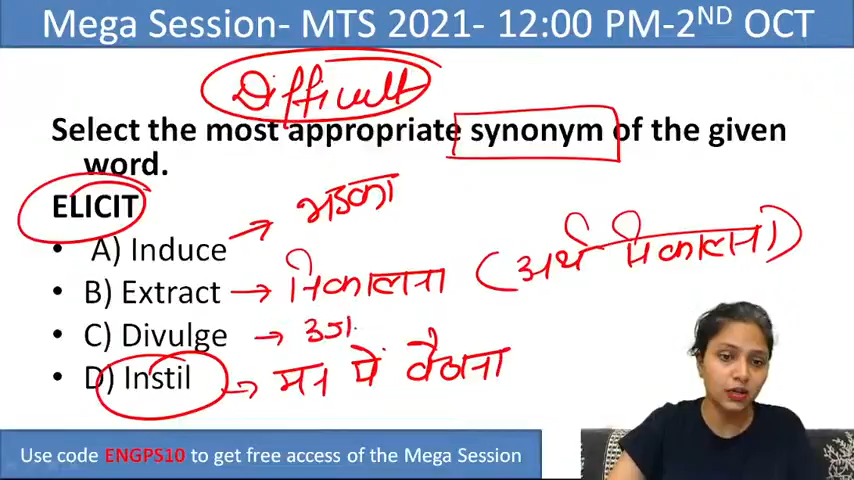 Mega Session- MTS 2021- 12:00 PM-2ND OCT
Difficult
Select the most appropriate synonym of the given
word.
ELICIT
• A) Induce → भडका
• B) Extract → निकालना (अर्थ निकालना)
• C) Divulge →
• D) Instil → मन में बैठाना
Use code ENGPS10 to get free access of the Mega Session